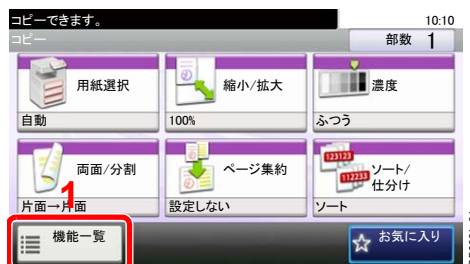 コピーできます。
10:10
コピー
部数 1
用紙選択
自動
縮小/拡大
100%
濃度
ふつう
両面/分割
片面→片面
ページ集約
設定しない
123123
112233
ソート/
仕分け
ソート
1
機能一覧
お気に入り